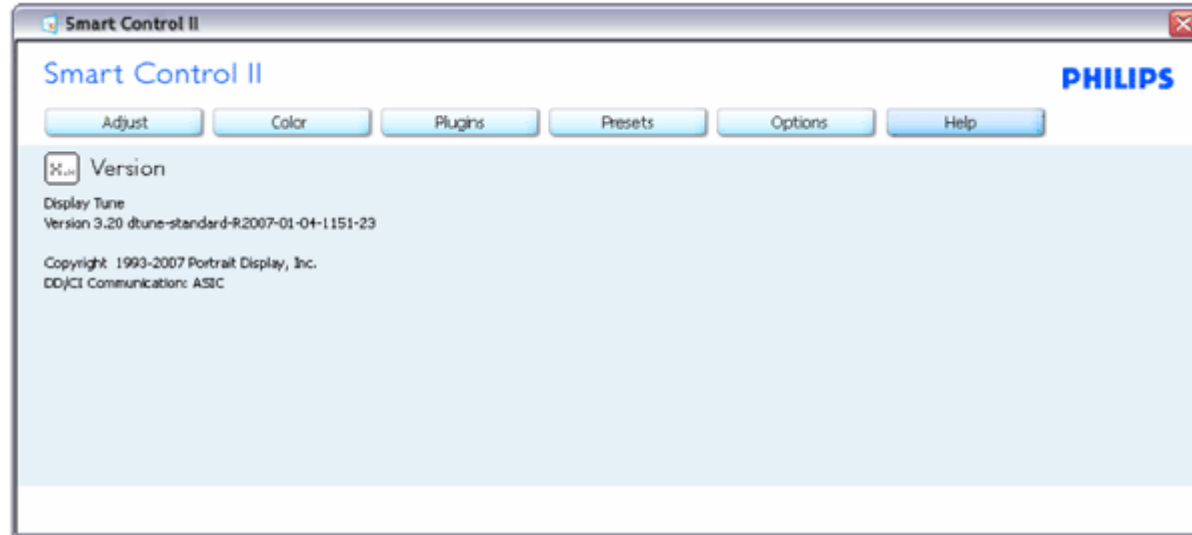 Smart Control II
Smart Control II
PHILIPS
Adjust Color Plugins Presets Options Help
Version
Display Tune
Version 3.20 dtune-standard-R2007-01-04-1151-23
Copyright 1993-2007 Portrait Display, Inc.
DD/CI Communication: ASIC